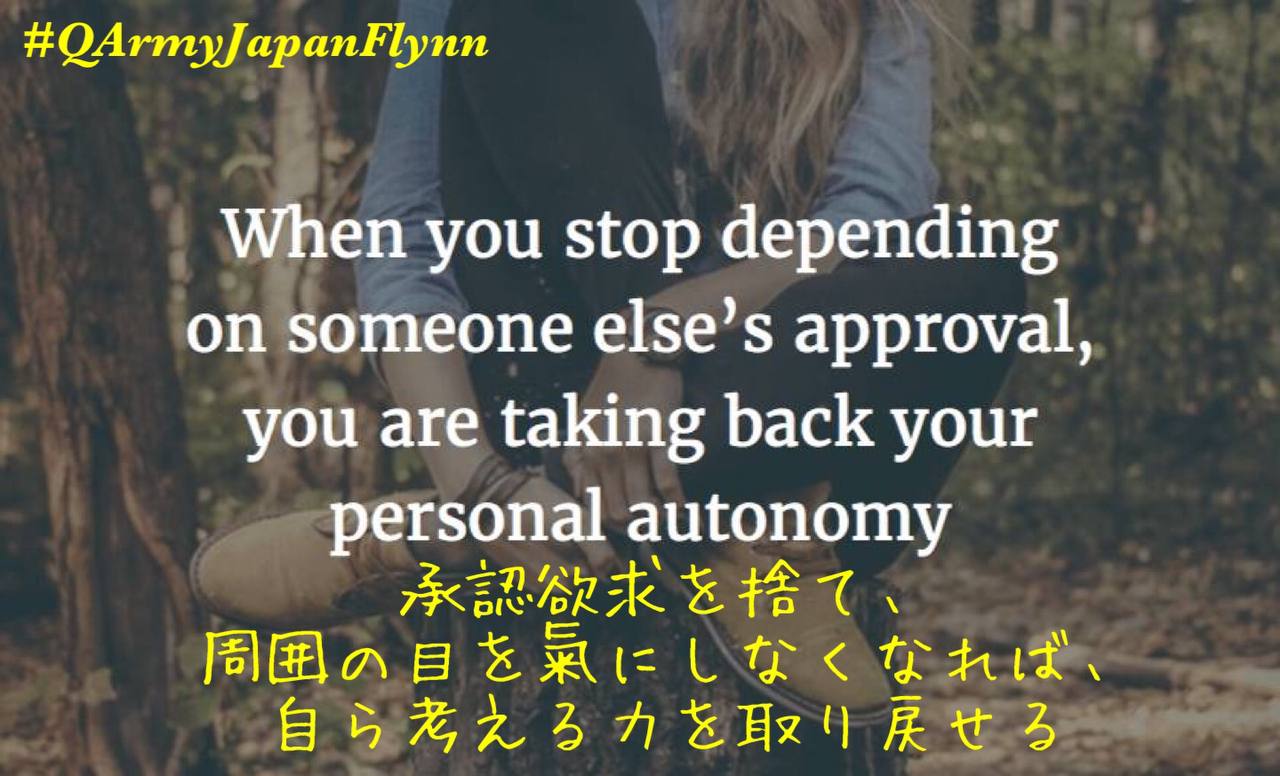 #QArmyJapanFlynn
When you stop depending
on someone else’s approval,
you are taking back your
personal autonomy
承認欲求を捨て、
周囲の目を氣にしなくなれば、
自ら考える力を取り戻せる